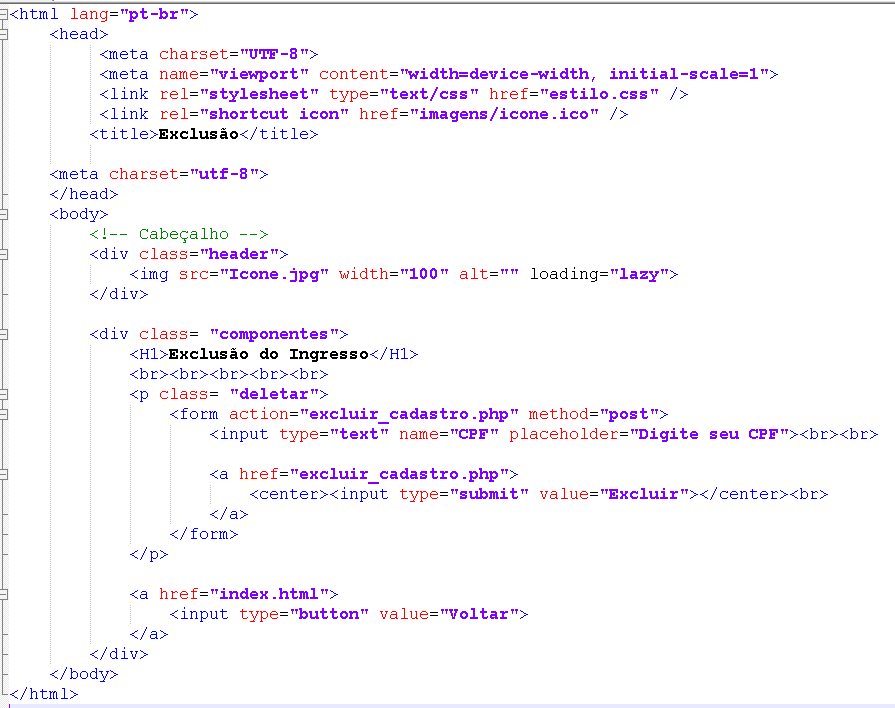 <html lang="pt-br">
<head>
<meta charset="UTF-8">
<meta name="viewport" content="width=device-width, initial-scale=1">
<link rel="stylesheet" type="text/css" href="estilo.css" />
<link rel="shortcut icon" href="imagens/icone.ico" />
<title>Exclusão</title>
<meta charset="utf-8">
</head>
<body>
<!-- Cabeçalho -->
<div class="header">
<img src="Icone.jpg" width="100" alt="" loading="lazy">
</div>
<div class= "componentes">
<H1>Exclusão do Ingresso</H1>
<br><br><br><br><br>
<p class= "deletar">
<form action="excluir_cadastro.php" method="post">
<input type="text" name="CPF" placeholder="Digite seu CPF"><br><br>
<a href="excluir_cadastro.php">
<center><input type="submit" value="Excluir"></center><br>
</a>
</form>
</p>
<a href="index.html">
<input type="button" value="Voltar">
</a>
</div>
</body>
</html>